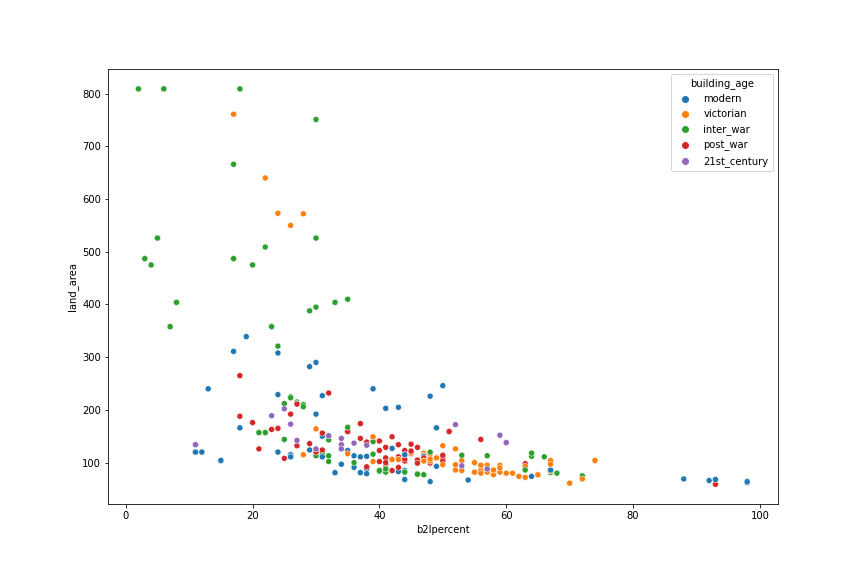 building_age
modern
victorian
inter_war
post_war
21st_century
800
700
600
500
400
300
200
100
land_area
0 20 40 60 80 100
b2lpercent